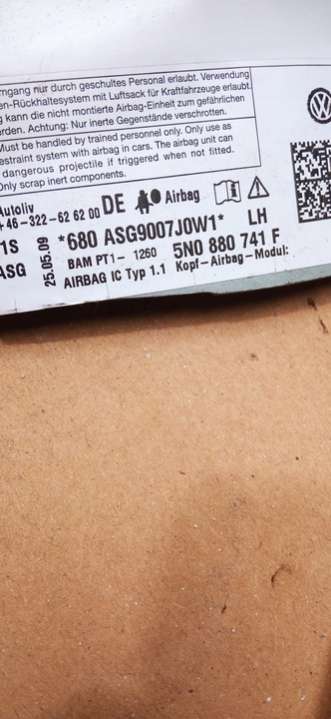 mgang nur durch geschultes Personal erlaubt. Verwendung
en-Rückhaltesystem mit Luftsack für Kraftfahrzeuge erlaubt.
g kann die nicht montierte Airbag-Einheit zum gefährlichen
erden. Achtung: Nur inerte Gegenstände verschrotten.
Must be handled by trained personnel only. Only use as
estraint system with airbag in cars. The airbag unit can
dangerous projectile if triggered when not fitted.
Only scrap inert components.
Autoliv
+46-322-62 62 00 DE Airbag
1S *680 ASG9007J0W1* LH
ASG 25.05.09 BAM PT1- 1260 5N0 880 741 F
AIRBAG IC Typ 1.1 Kopf-Airbag-Modul: